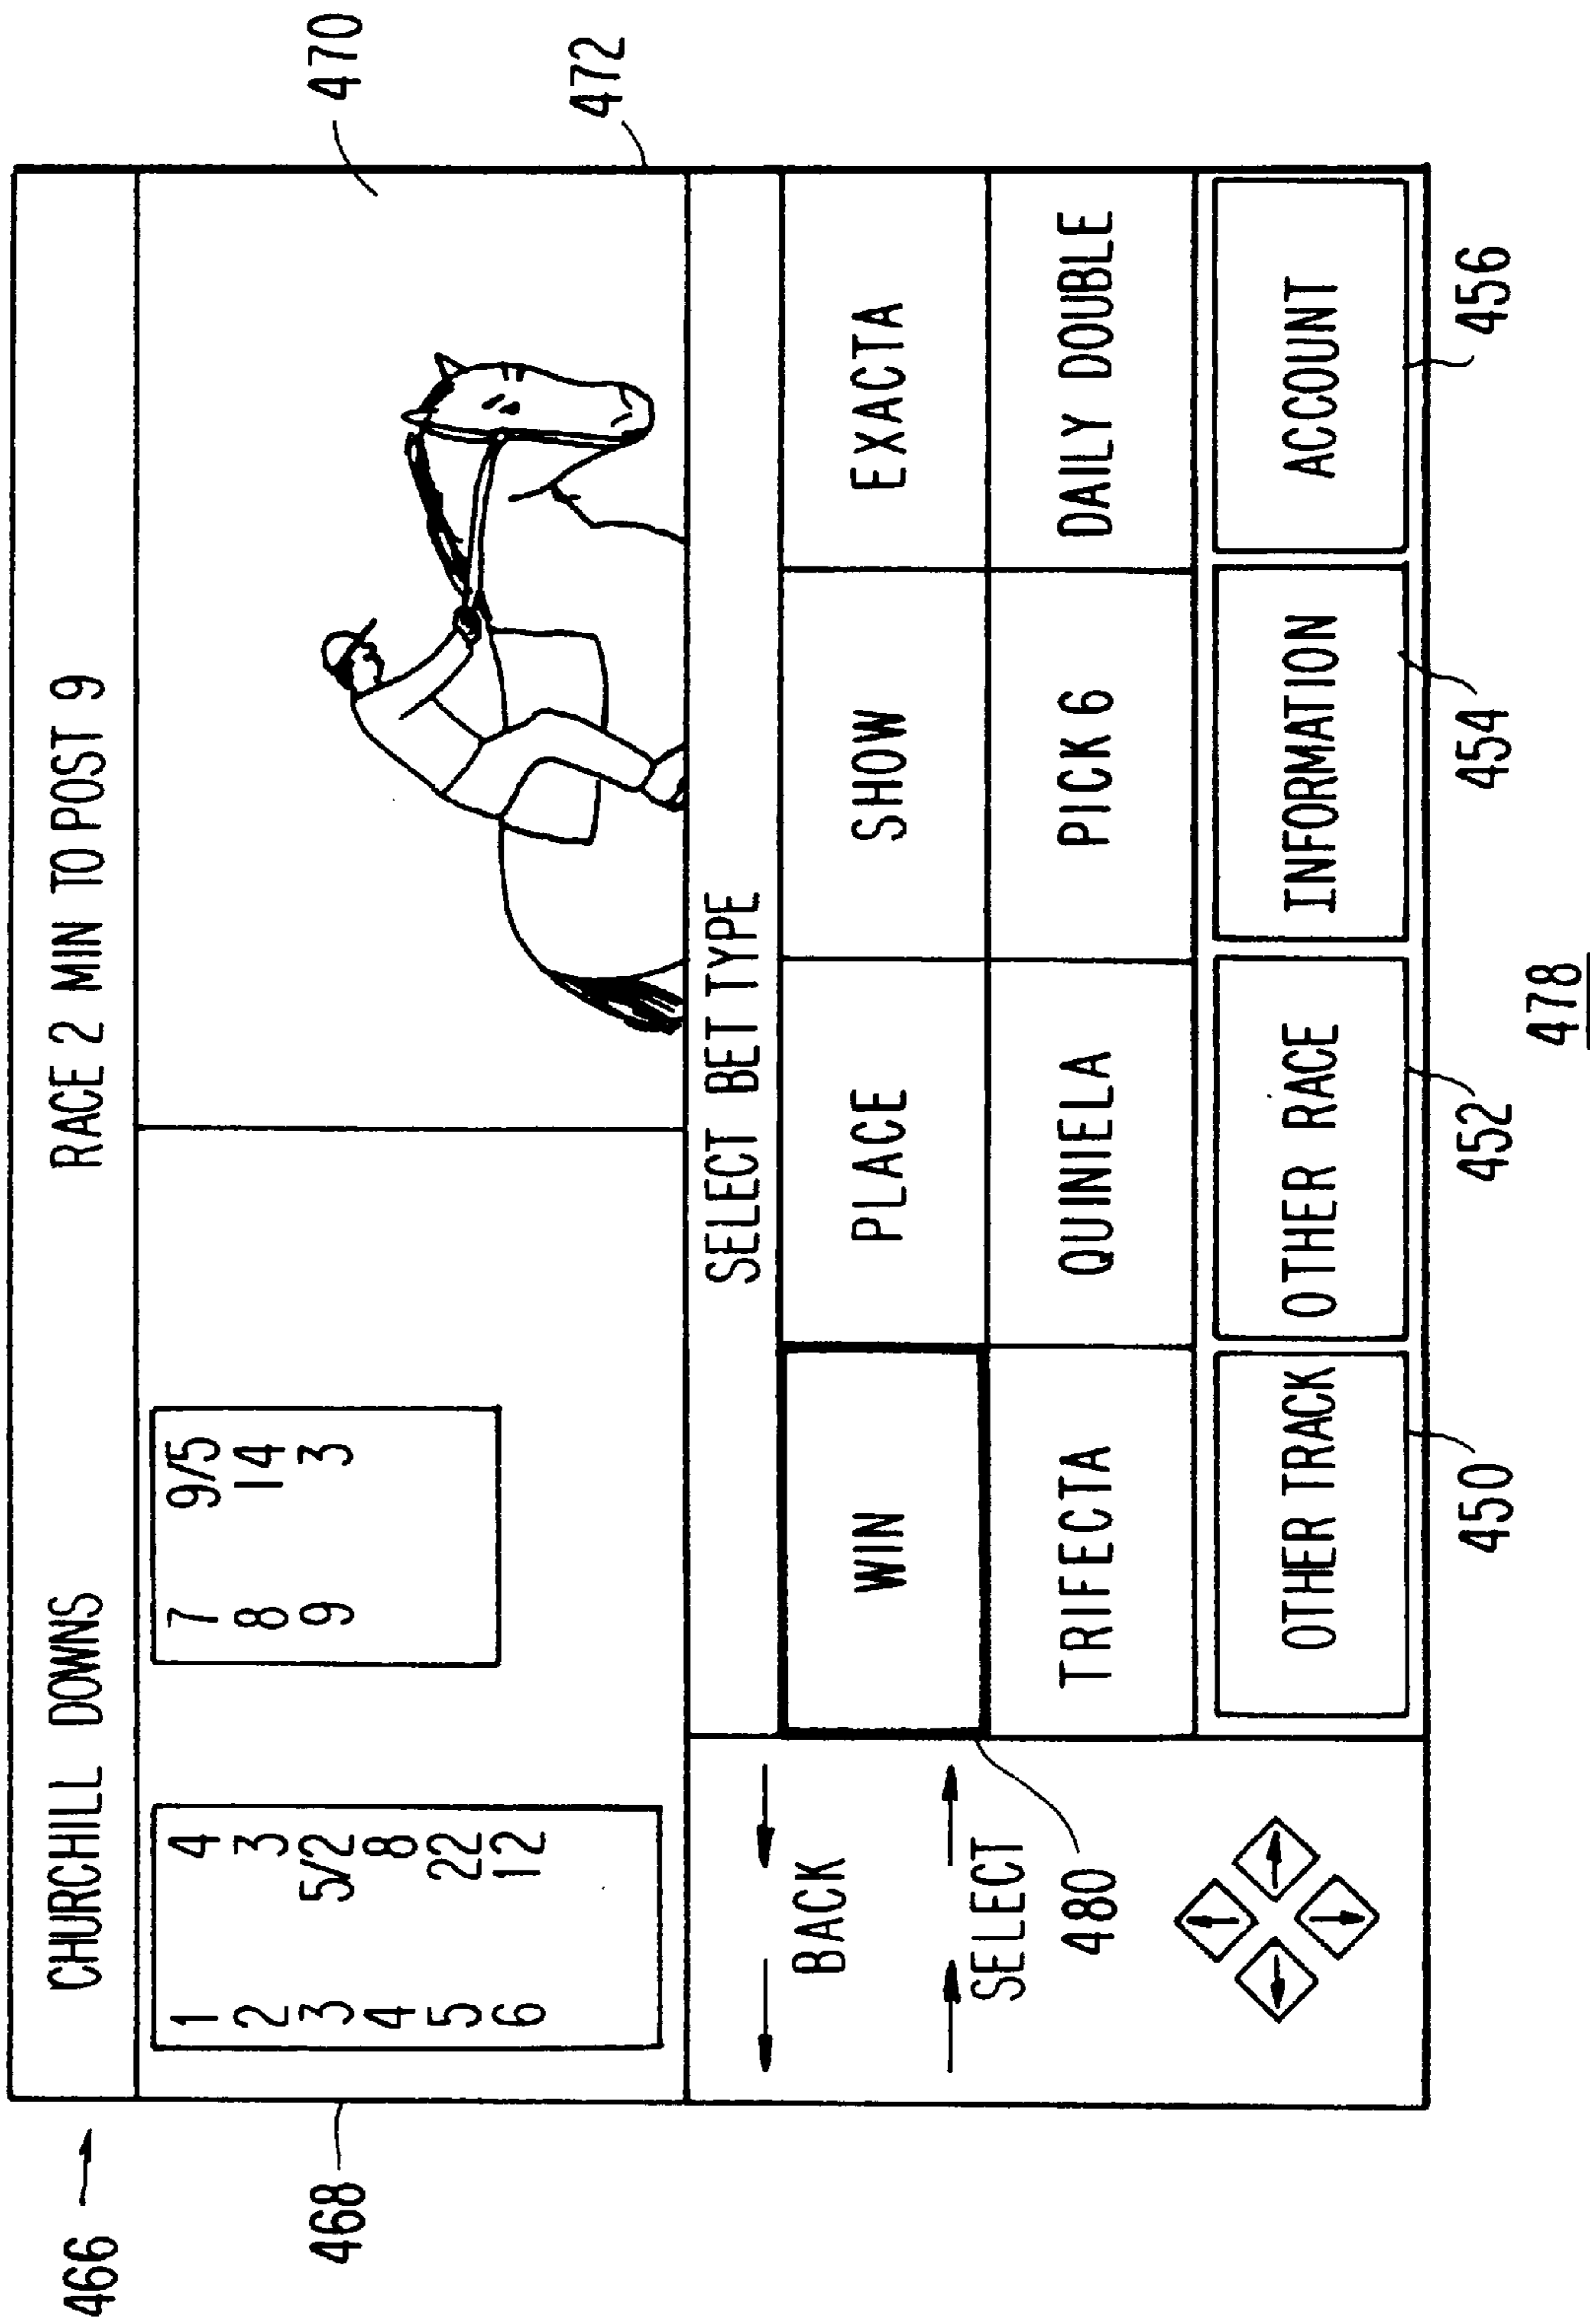 466
CHURCHILL DOWNS RACE 2 MIN TO POST 9
470
468
1 4
2 3
3 5/2
4 8
5 22
6 12
7 9/5
8 14
9 3
472
BACK
SELECT
480
SELECT BET TYPE
WIN PLACE SHOW EXACTA
TRIFECTA QUINIELA PICK 6 DAILY DOUBLE
OTHER TRACK OTHER RACE INFORMATION ACCOUNT
450 452 454 456
478